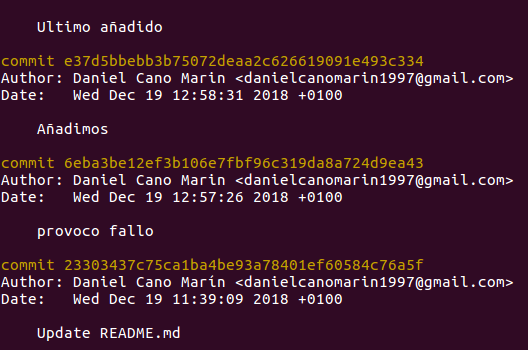 Ultimo añadido
commit e37d5bbebb3b75072deaa2c626619091e493c334
Author: Daniel Cano Marin <danielcanomarin1997@gmail.com>
Date:   Wed Dec 19 12:58:31 2018 +0100
Añadimos
commit 6eba3be12ef3b106e7fbf96c319da8a724d9ea43
Author: Daniel Cano Marin <danielcanomarin1997@gmail.com>
Date:   Wed Dec 19 12:57:26 2018 +0100
provoco fallo
commit 23303437c75ca1ba4be93a78401ef60584c76a5f
Author: Daniel Cano Marín <danielcanomarin1997@gmail.com>
Date:   Wed Dec 19 11:39:09 2018 +0100
Update README.md